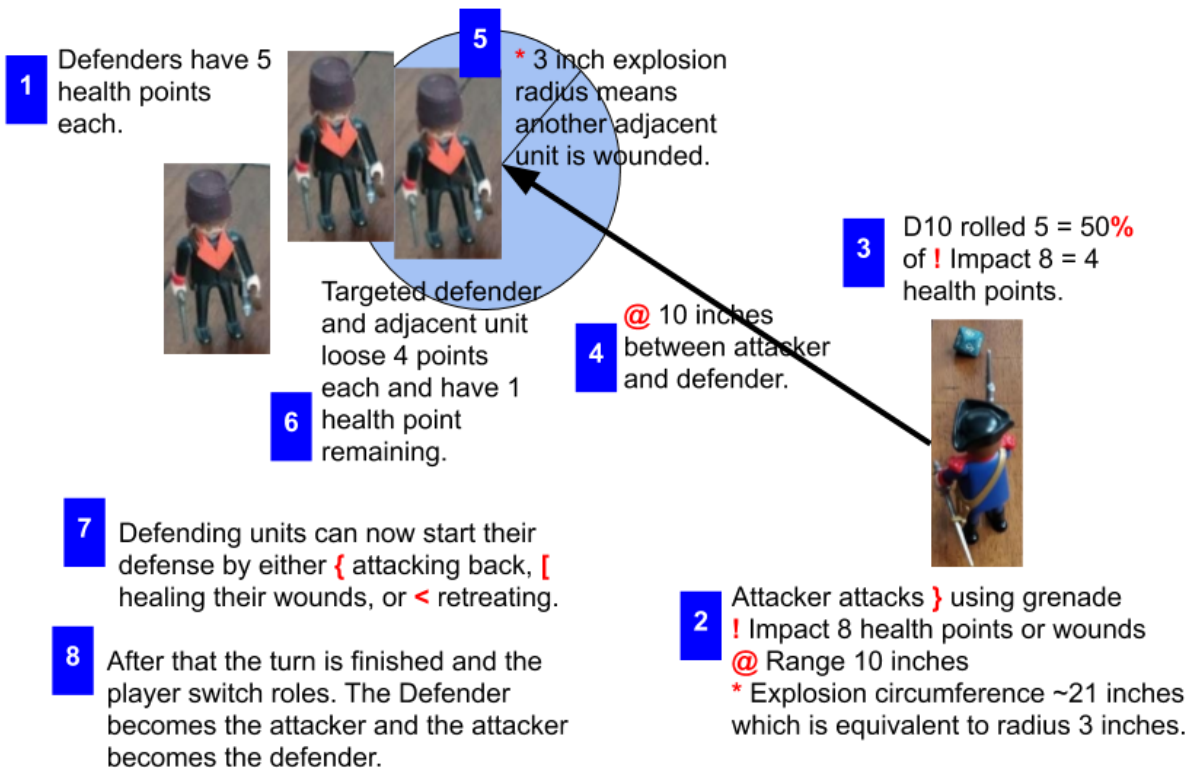 1
Defenders have 5
health points
each.
2
Attacker attacks } using grenade
! Impact 8 health points or wounds
@ Range 10 inches
* Explosion circumference ~21 inches
which is equivalent to radius 3 inches.
3
D10 rolled 5 = 50%
of ! Impact 8 = 4
health points.
4
@ 10 inches
between attacker
and defender.
5
* 3 inch explosion
radius means
another adjacent
unit is wounded.
6
Targeted defender
and adjacent unit
loose 4 points
each and have 1
health point
remaining.
7
Defending units can now start their
defense by either { attacking back, [
healing their wounds, or < retreating.
8
After that the turn is finished and the
player switch roles. The Defender
becomes the attacker and the attacker
becomes the defender.